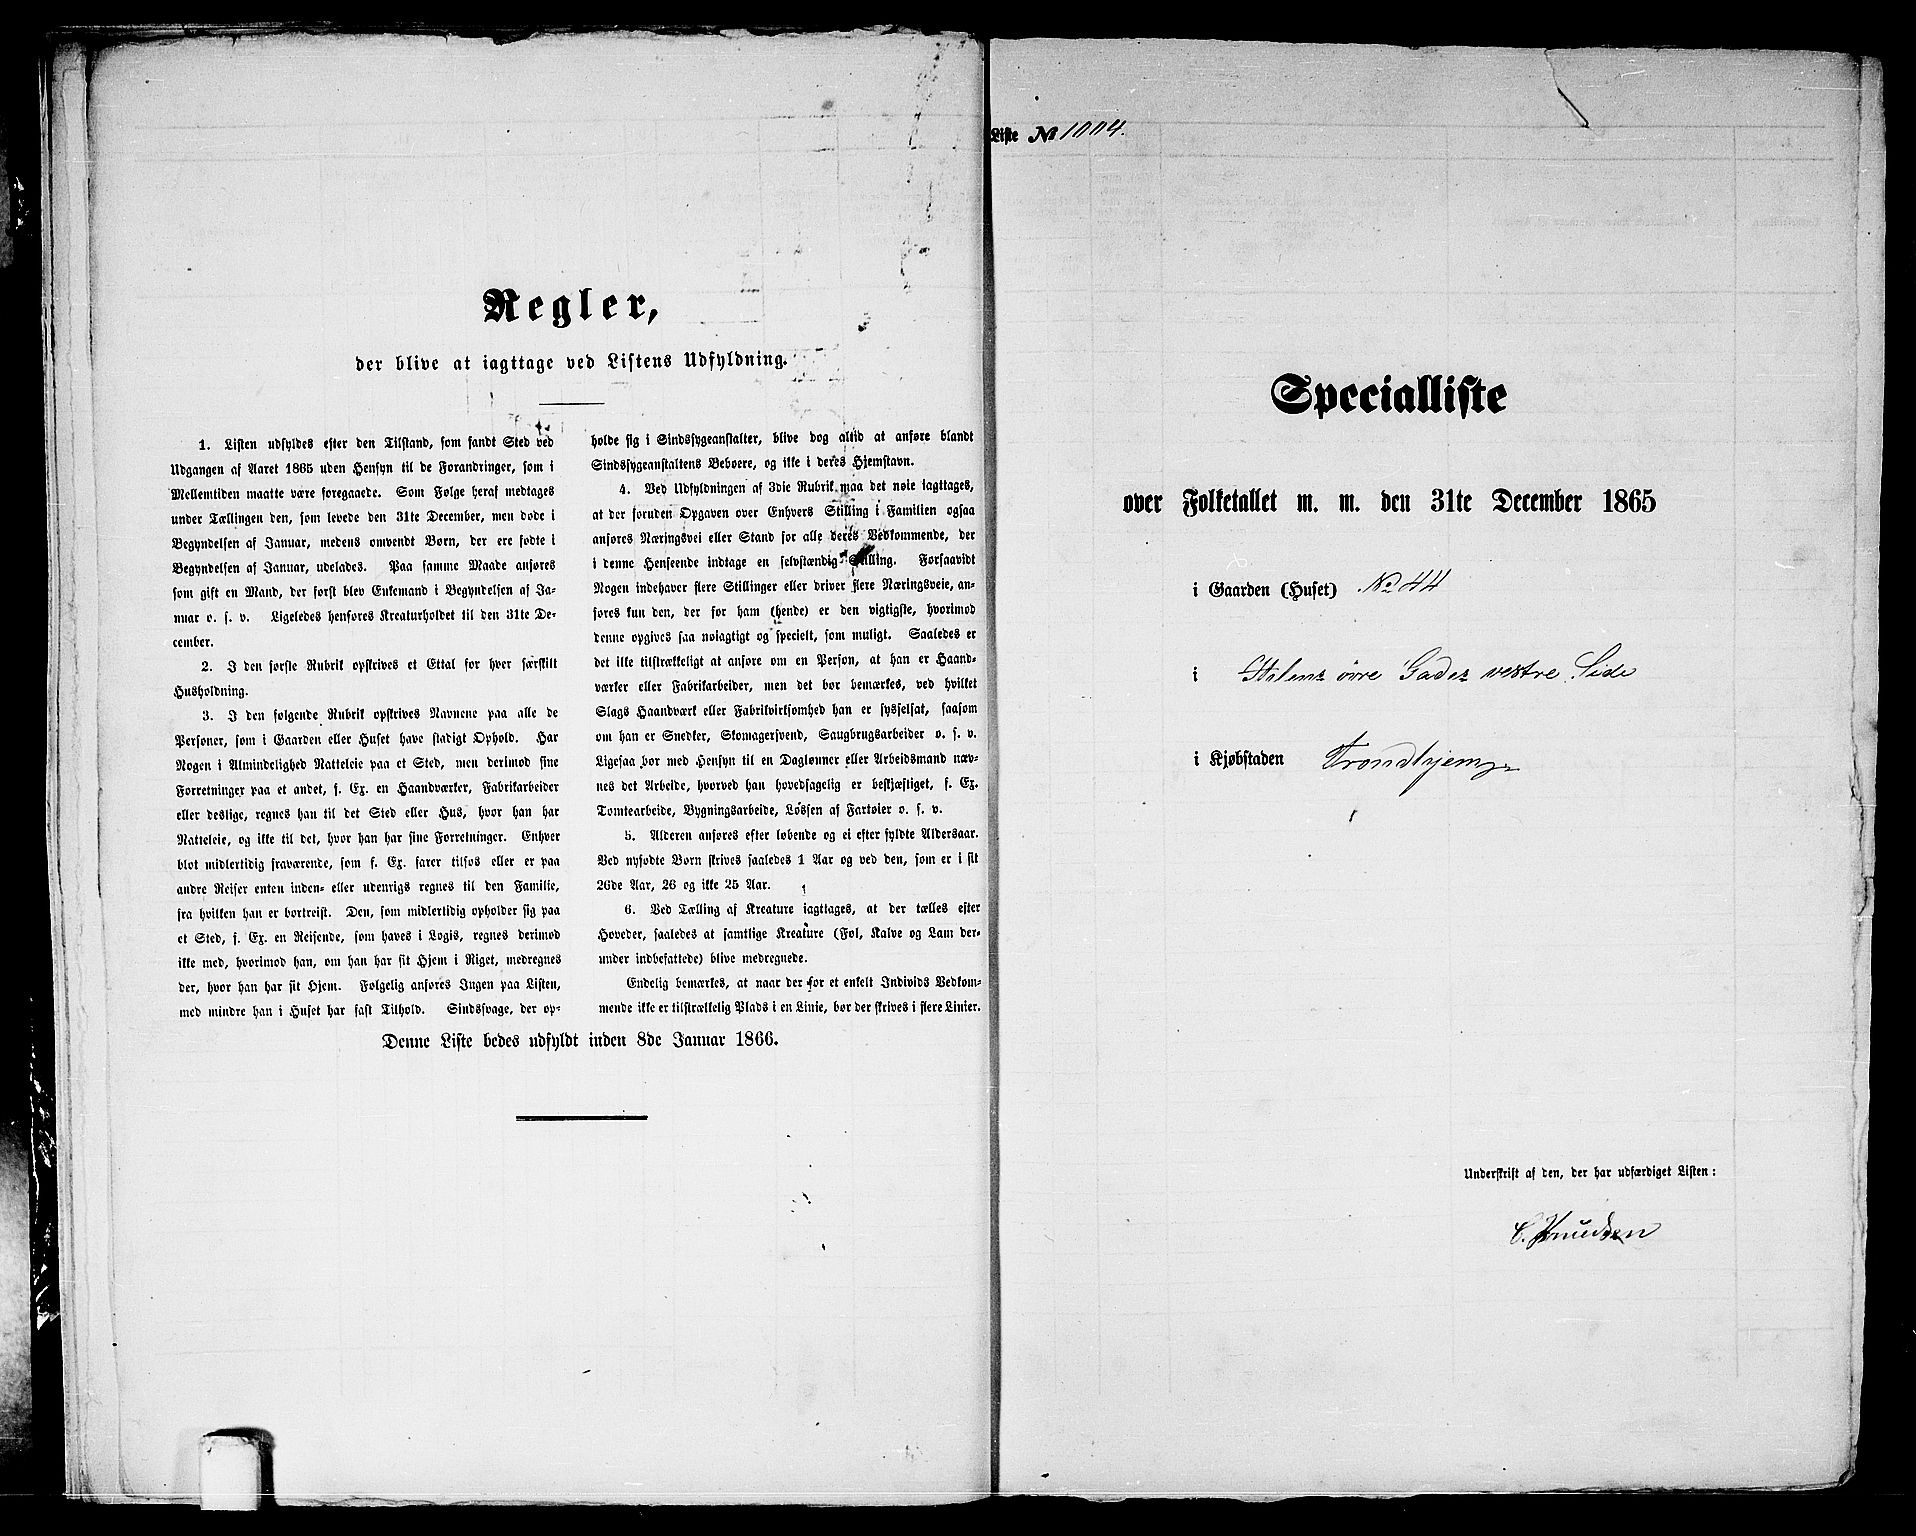 Regler,
der blive at iagttage ved Listens Udfyldning.
1. Listen udfyldes efter den Tilstand, som fandt Sted ved
Udgangen af Aaret 1865 uden Hensyn til de Forandringer, som i
Mellemtiden maatte være foregaaede. Som Følge heraf medtages
under Tællingen den, som levede den 31te December, men døde i
Begyndelsen af Januar, medens omvendt Børn, der ere fødte i
Begyndelsen af Januar, udelades. Paa samme Maade anføres
som gift en Mand, der først blev Enkemand i Begyndelsen af Ja-
nuar o. s. v. Ligeledes henføres Kreaturholdet til den 31te De-
cember.
2. I den første Rubrik opskrives et Ettal for hver særskilt
Husholdning.
3. I den følgende Rubrik opskrives Navnene paa alle de
Personer, som i Gaarden eller Huset have stadigt Ophold. Har
Nogen i Almindelighed Natteleie paa et Sted, men derimod sine
Forretninger paa et andet, f. Ex. en Haandværker, Fabrikarbeider
eller deslige, regnes han til det Sted eller Hus, hvor han har
Natteleie, og ikke til det, hvor han har sine Forretninger. Enhver
blot midlertidig fraværende, som f. Ex. farer tilsøs eller er paa
andre Reiser enten inden- eller udenrigs regnes til den Familie,
fra hvilken han er bortreist. Den, som midlertidig opholder sig paa
et Sted, f. Ex. en Reisende, som haves i Logis, regnes derimod
ikke med, hvorimod han, om han har sit Hjem i Riget, medregnes
der, hvor han har sit Hjem. Følgelig anføres Ingen paa Listen,
med mindre han i Huset har fast Tilhold. Sindssvage, der op-
holde sig i Sindssygeanstalter, blive dog altid at anføre blandt
Sindssygeanstaltens Beboere, og ikke i deres Hjemstavn.
4. Ved Udfyldningen af 3die Rubrik maa det nøie iagttages,
at der foruden Opgaven over Enhvers Stilling i Familien ogsaa
anføres Næringsvei eller Stand for alle deres Vedkommende, der
i denne Henseende indtage en selvstændig Stilling. Forsaavidt
Nogen indehaver flere Stillinger eller driver flere Næringsveie, an-
føres kun den, der for ham (hende) er den vigtigste, hvorimod
denne opgives saa nøiagtigt og specielt, som muligt. Saaledes er
det ikke tilstrækkeligt at anføre om en Person, at han er Haand-
værker eller Fabrikarbeider, men det bør bemærkes, ved hvilket
Slags Haandværk eller Fabrikvirksomhed han er sysselsat, saasom
om han er Snedker, Skomagersvend, Saugbrugsarbeider o. s. v.
Ligesaa bør med Hensyn til en Daglønner eller Arbeidsmand næv-
nes det Arbeide, hvorved han hovedsagelig er beskjæftiget, f. Ex.
Tomtearbeide, Bygningsarbeide, Lossen af Fartøier o. s. v.
5. Alderen anføres efter løbende og ei efter fyldte Aldersaar.
Ved nyfødte Børn skrives saaledes 1 Aar og ved den, som er i sit
26de Aar, 26 og ikke 25 Aar.
6. Ved Tælling af Kreature iagttages, at der tælles efter
Hoveder, saaledes at samtlige Kreature (Føl, Kalve og Lam der-
under indbefattede) blive medregnede.
Endelig bemærkes, at naar der for et enkelt Individs Vedkom-
mende ikke er tilstrækkelig Plads i en Linie, bør der skrives i flere Linier.
Denne Liste bedes udfyldt inden 8de Januar 1866.
Liste № 1004.
Specialliste
over Folketallet m. m. den 31te December 1865
i Gaarden (Huset) No 44
i Ihlens øvre Gades vestre Side
i Kjøbstaden Trondhjem
Underskrift af den, der har udfærdiget Listen:
C. Knudsen